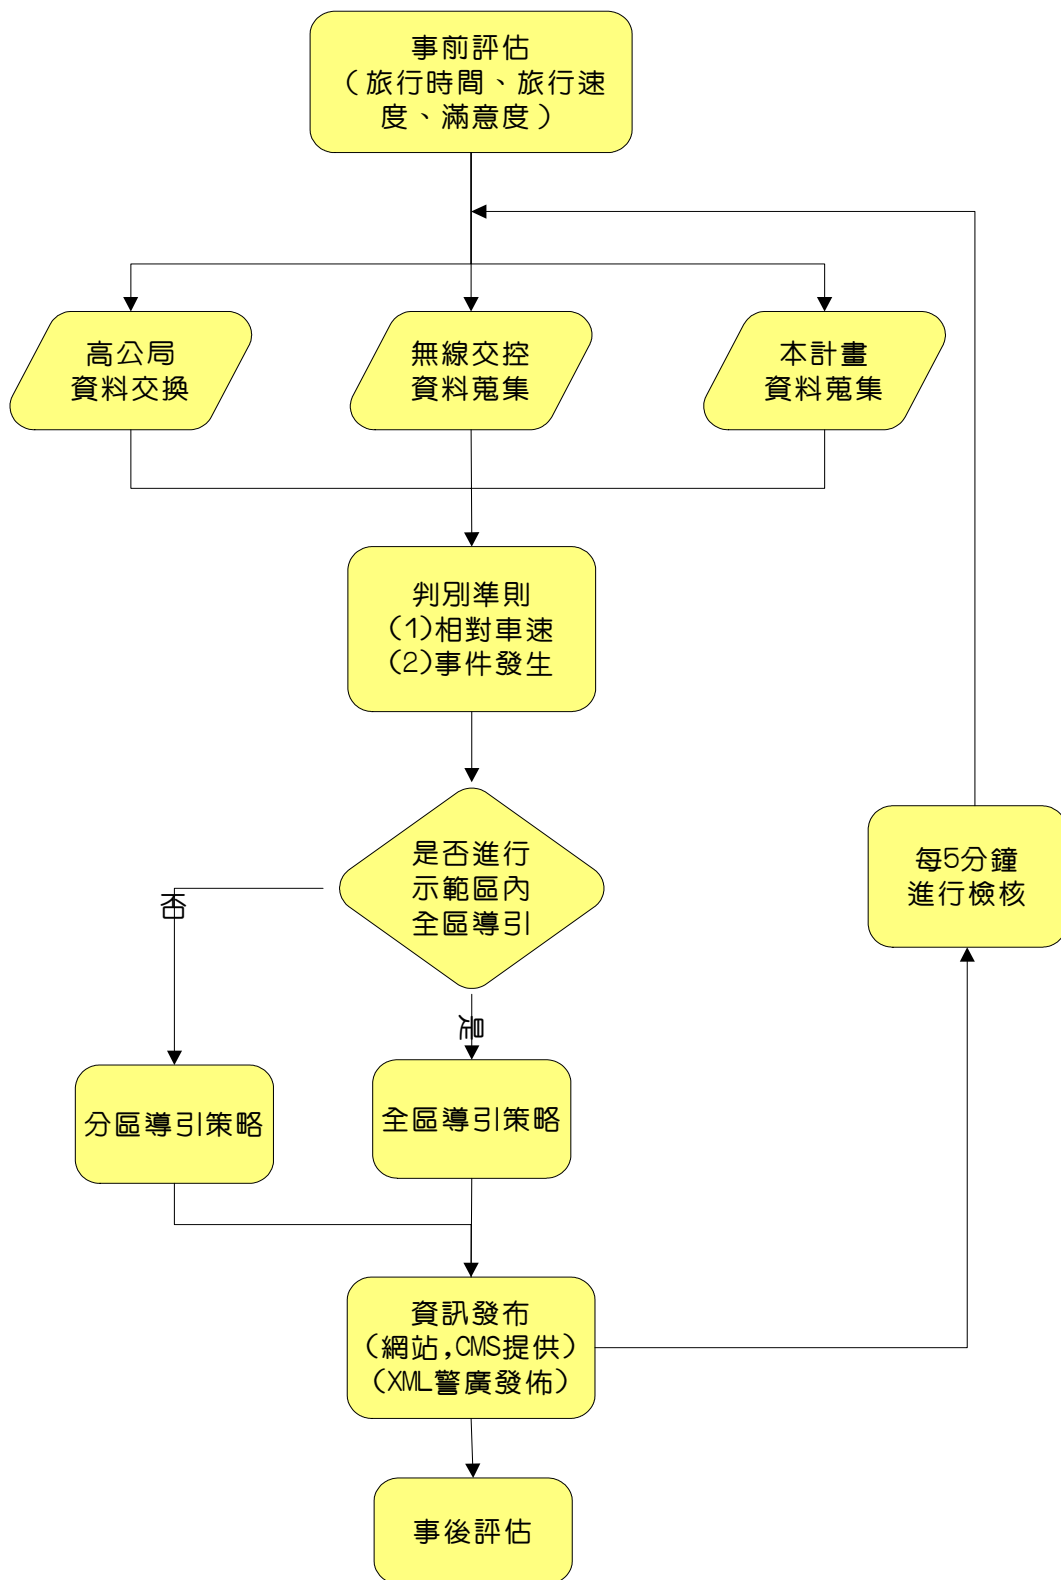 事前評估
（旅行時間、旅行速
度、滿意度）
高公局
資料交換
無線交控
資料蒐集
本計畫
資料蒐集
判別準則
(1)相對車速
(2)事件發生
是否進行
示範區內
全區導引
每5分鐘
進行檢核
否
是
分區導引策略
全區導引策略
資訊發布
（網站,CMS提供）
（XML警廣發佈）
事後評估